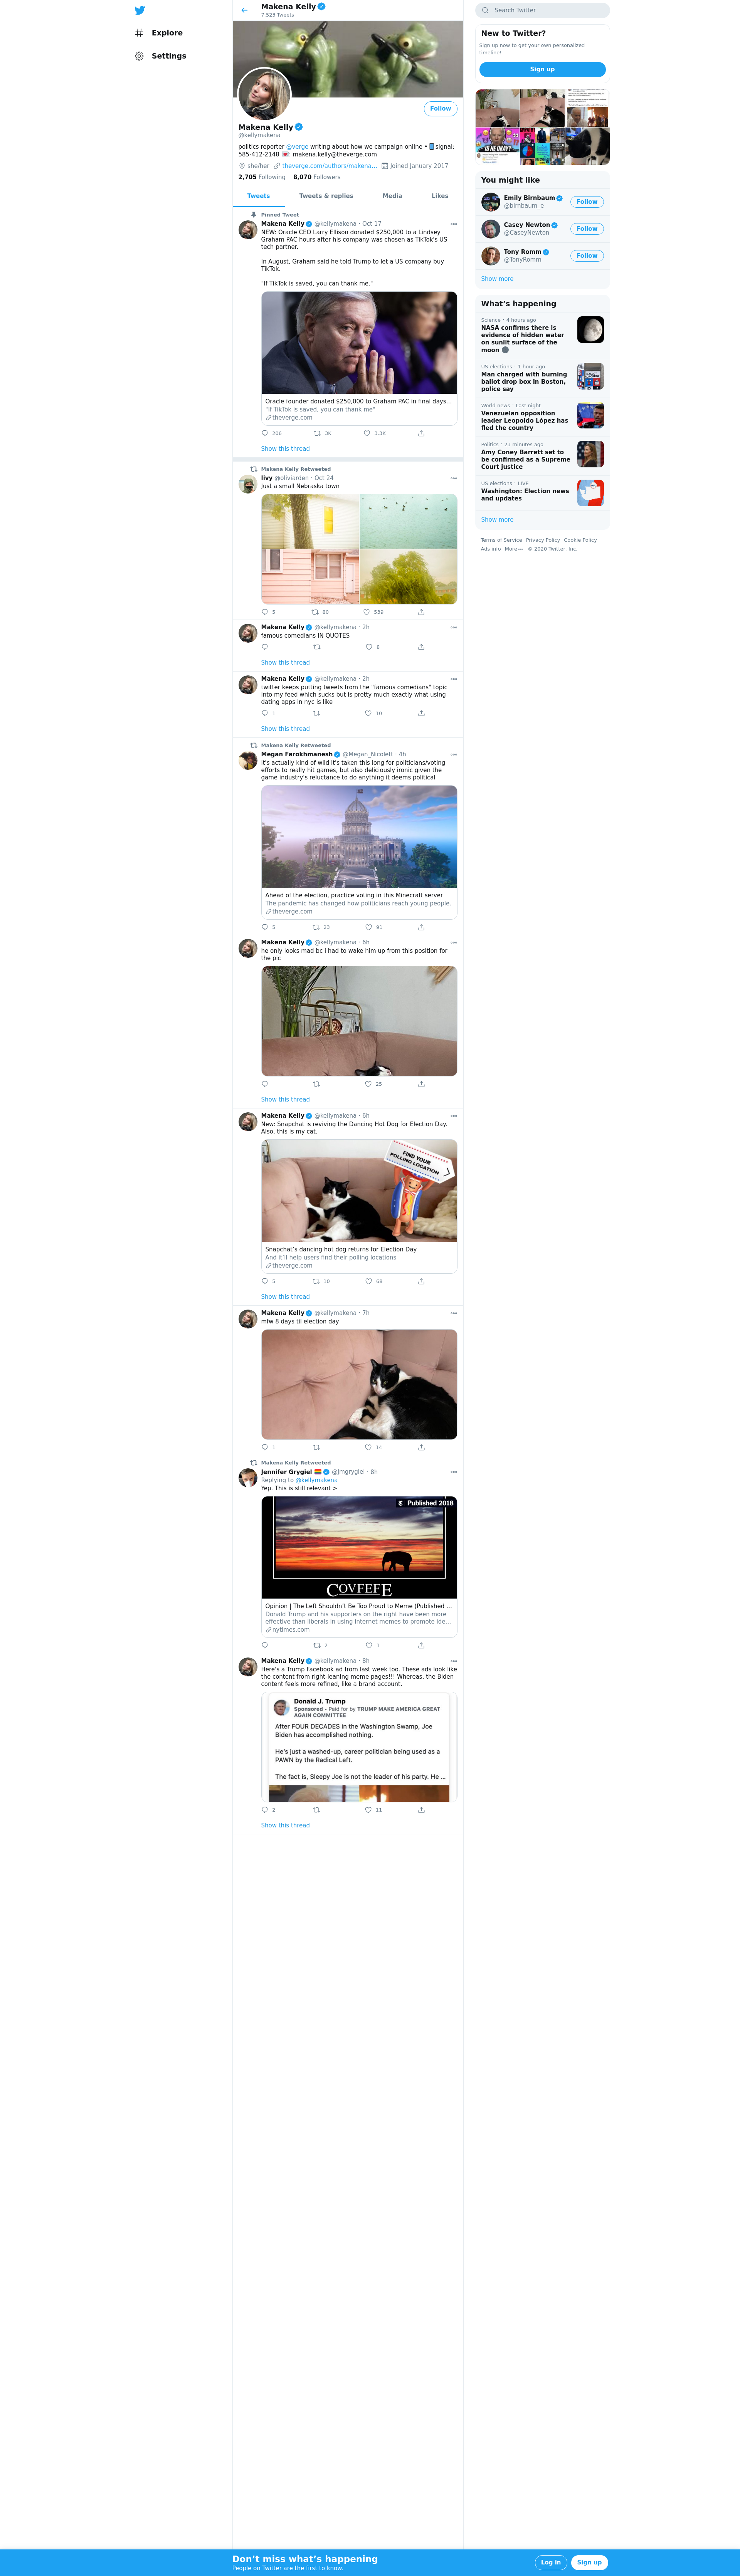 Explore
Settings
Makena Kelly
7,523 Tweets
Follow
Makena Kelly
@kellymakena
politics reporter @verge writing about how we campaign online • 📱signal:
585-412-2148 💌: makena.kelly@theverge.com
she/her theverge.com/authors/makena… Joined January 2017
2,705 Following 8,070 Followers
Tweets Tweets & replies Media Likes
Pinned Tweet
Makena Kelly @kellymakena · Oct 17
NEW: Oracle CEO Larry Ellison donated $250,000 to a Lindsey
Graham PAC hours after his company was chosen as TikTok's US
tech partner.
In August, Graham said he told Trump to let a US company buy
TikTok.
"If TikTok is saved, you can thank me."
Oracle founder donated $250,000 to Graham PAC in final days…
"If TikTok is saved, you can thank me"
theverge.com
206 3K 3.3K
Show this thread
Makena Kelly Retweeted
livy @oliviarden · Oct 24
just a small Nebraska town
5 80 539
Makena Kelly @kellymakena · 2h
famous comedians IN QUOTES
8
Show this thread
Makena Kelly @kellymakena · 2h
twitter keeps putting tweets from the "famous comedians" topic
into my feed which sucks but is pretty much exactly what using
dating apps in nyc is like
1 10
Show this thread
Makena Kelly Retweeted
Megan Farokhmanesh @Megan_Nicolett · 4h
it's actually kind of wild it's taken this long for politicians/voting
efforts to really hit games, but also deliciously ironic given the
game industry's reluctance to do anything it deems political
Ahead of the election, practice voting in this Minecraft server
The pandemic has changed how politicians reach young people.
theverge.com
5 23 91
Makena Kelly @kellymakena · 6h
he only looks mad bc i had to wake him up from this position for
the pic
25
Show this thread
Makena Kelly @kellymakena · 6h
New: Snapchat is reviving the Dancing Hot Dog for Election Day.
Also, this is my cat.
FIND YOUR
POLLING LOCATION
Snapchat's dancing hot dog returns for Election Day
And it'll help users find their polling locations
theverge.com
5 10 68
Show this thread
Makena Kelly @kellymakena · 7h
mfw 8 days til election day
1 14
Makena Kelly Retweeted
Jennifer Grygiel @jmgrygiel · 8h
Replying to @kellymakena
Yep. This is still relevant >
Published 2018
COVFEFE
Opinion | The Left Shouldn't Be Too Proud to Meme (Published …
Donald Trump and his supporters on the right have been more
effective than liberals in using internet memes to promote ide…
nytimes.com
2 1
Makena Kelly @kellymakena · 8h
Here's a Trump Facebook ad from last week too. These ads look like
the content from right-leaning meme pages!!! Whereas, the Biden
content feels more refined, like a brand account.
Donald J. Trump
Sponsored • Paid for by TRUMP MAKE AMERICA GREAT
AGAIN COMMITTEE
After FOUR DECADES in the Washington Swamp, Joe
Biden has accomplished nothing.
He's just a washed-up, career politician being used as a
PAWN by the Radical Left.
The fact is, Sleepy Joe is not the leader of his party. He ...
2 11
Show this thread
Search Twitter
New to Twitter?
Sign up now to get your own personalized
timeline!
Sign up
IS HE OKAY?
You might like
Emily Birnbaum
@birnbaum_e
Follow
Casey Newton
@CaseyNewton
Follow
Tony Romm
@TonyRomm
Follow
Show more
What's happening
Science · 4 hours ago
NASA confirms there is
evidence of hidden water
on sunlit surface of the
moon 🌑
US elections · 1 hour ago
Man charged with burning
ballot drop box in Boston,
police say
World news · Last night
Venezuelan opposition
leader Leopoldo López has
fled the country
Politics · 23 minutes ago
Amy Coney Barrett set to
be confirmed as a Supreme
Court justice
US elections · LIVE
Washington: Election news
and updates
Show more
Terms of Service Privacy Policy Cookie Policy
Ads info More © 2020 Twitter, Inc.
Don't miss what's happening
People on Twitter are the first to know.
Log in
Sign up